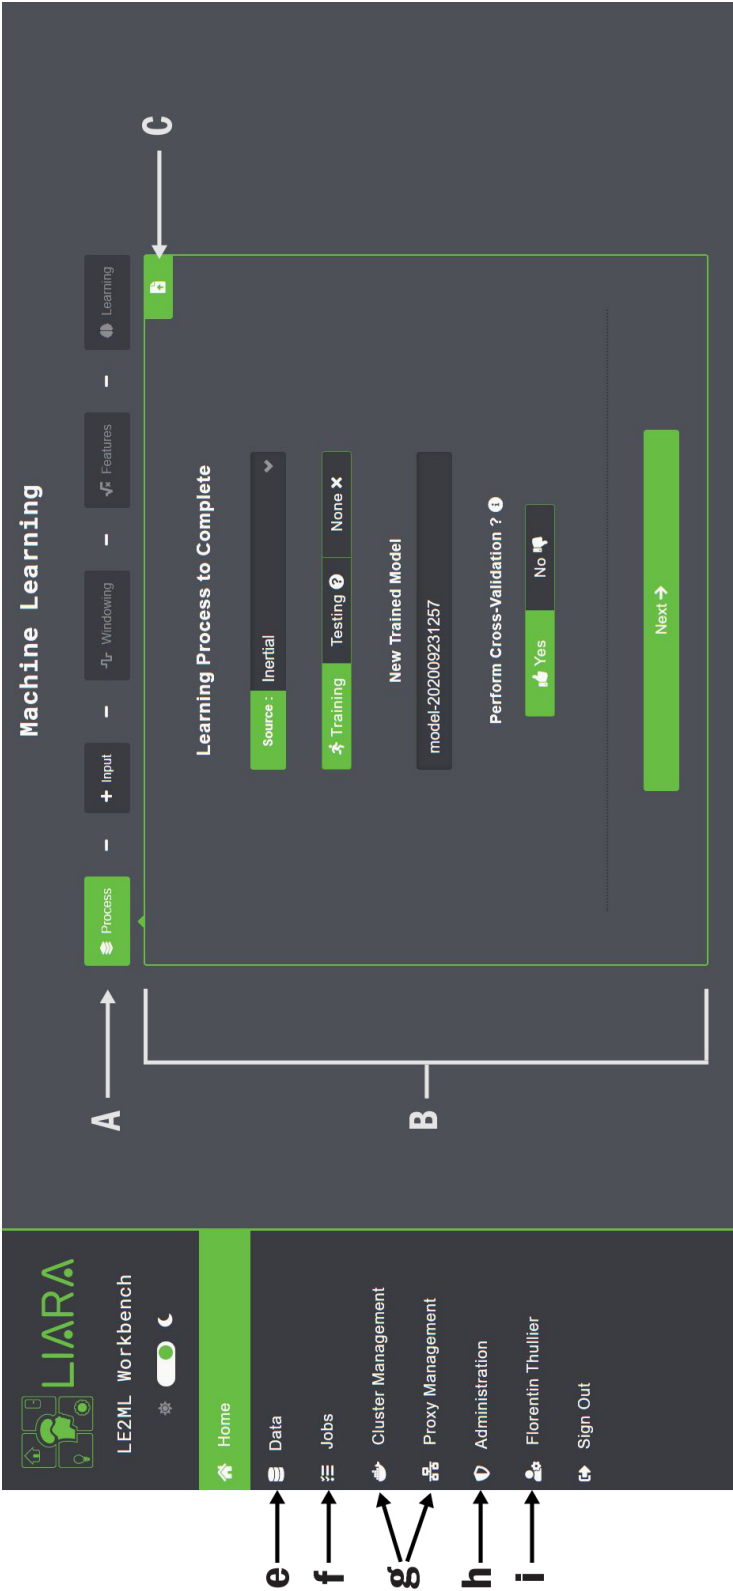 LIARA
LE2ML Workbench
Home
e
Data
f
Jobs
g
Cluster Management
Proxy Management
h
Administration
i
Florentin Thullier
Sign Out
Machine Learning
A
Process – Input – Windowing – Features – Learning
B
C
Learning Process to Complete
Source : Inertial
Training Testing None
New Trained Model
model-202009231257
Perform Cross-Validation ?
Yes No
Next